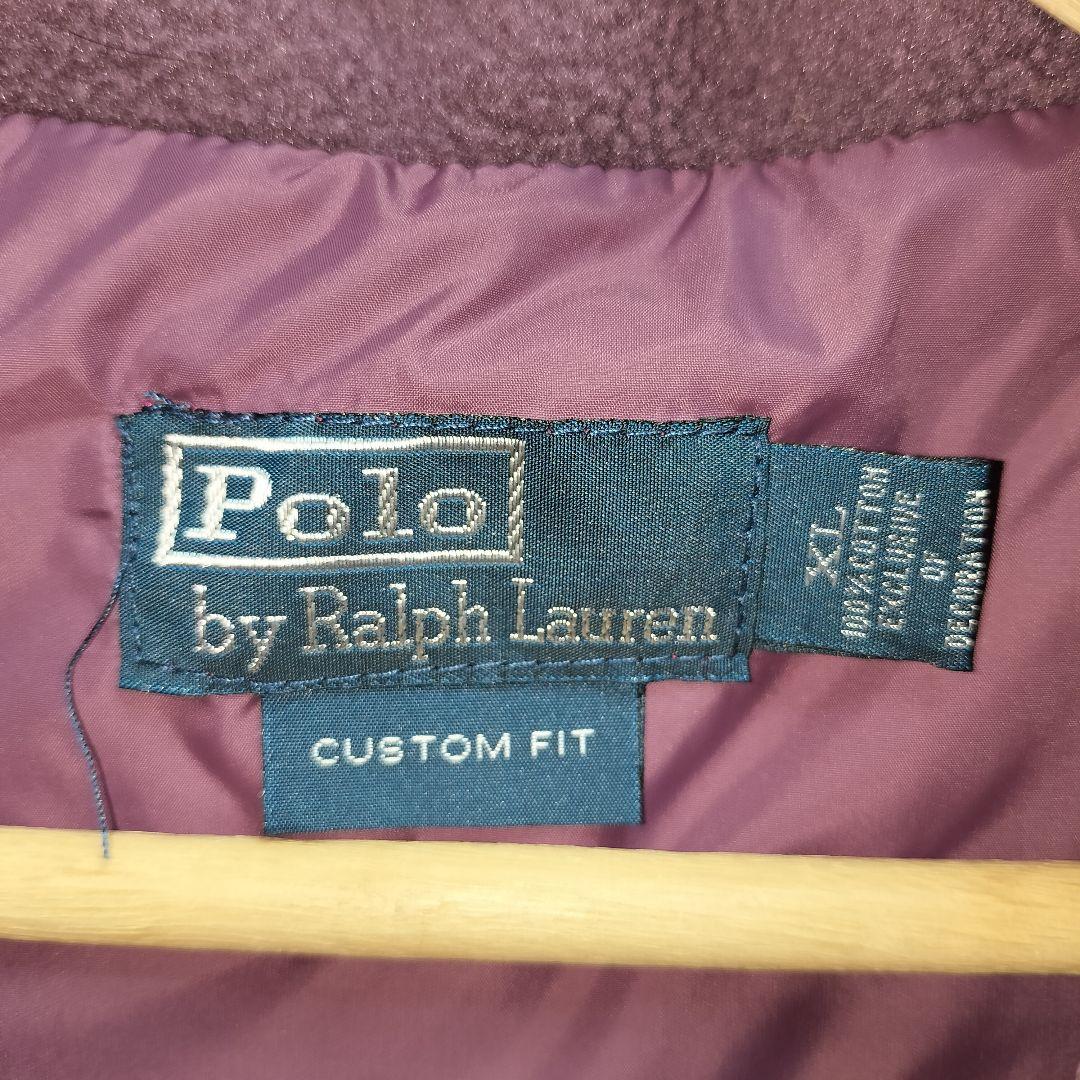 Polo
by Ralph Lauren
CUSTOM FIT
XL
100% COTTON
EXCLUSIVE
OF
DECORATION